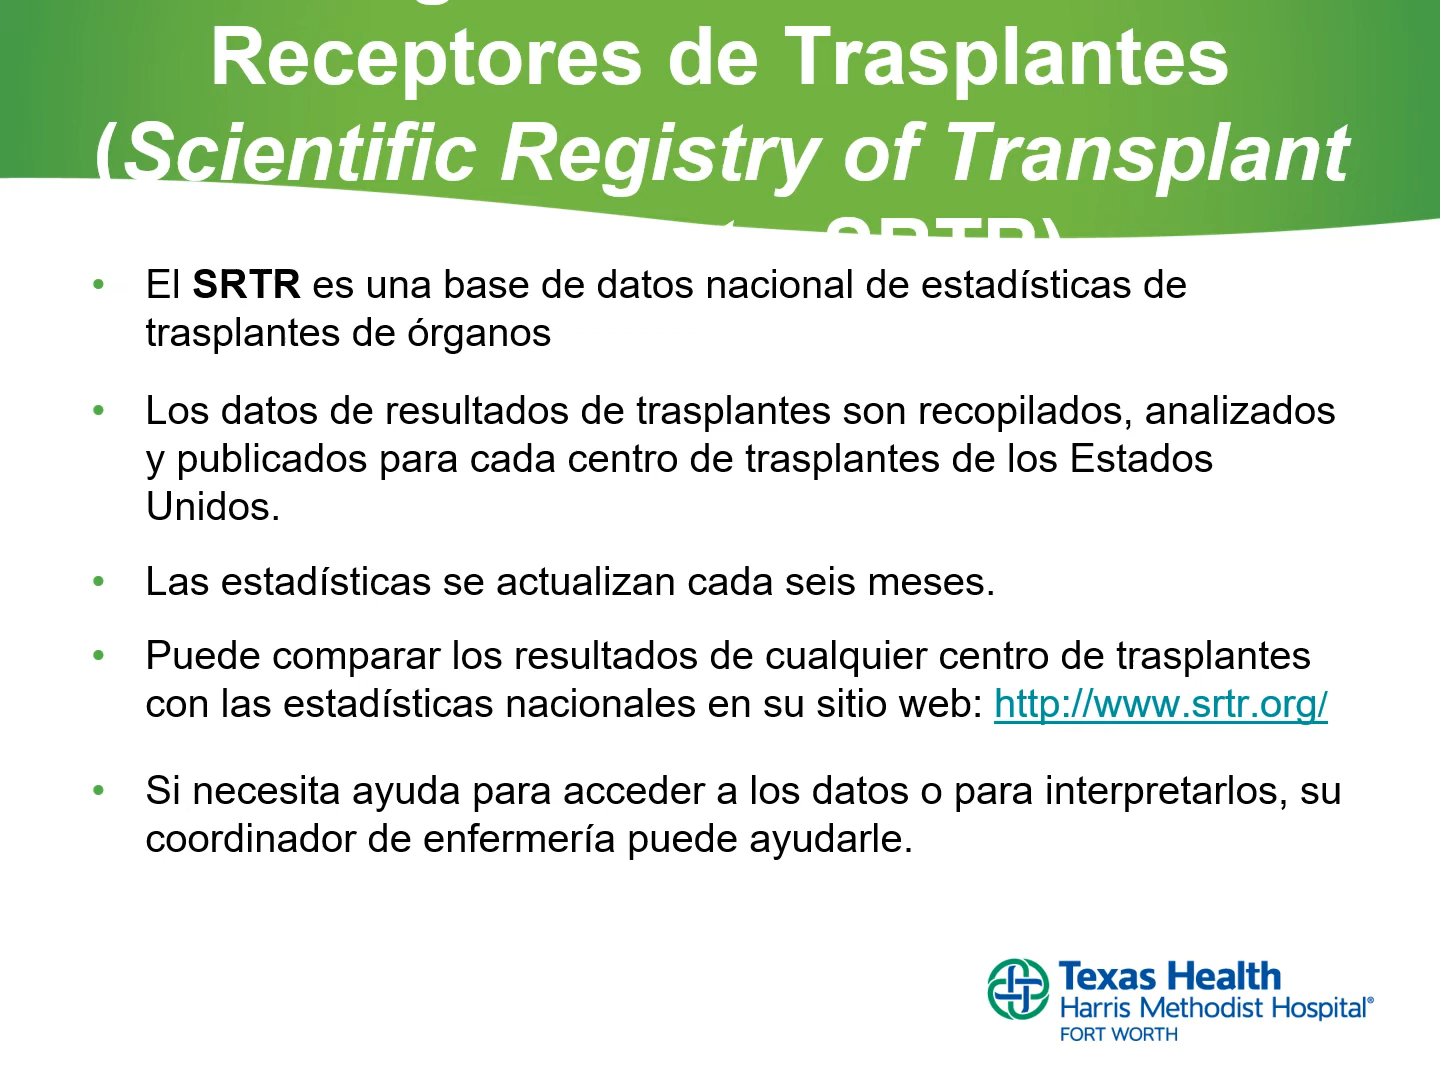 Receptores de Trasplantes
(Scientific Registry of Transplant
SRTR)
• El SRTR es una base de datos nacional de estadísticas de
trasplantes de órganos
• Los datos de resultados de trasplantes son recopilados, analizados
y publicados para cada centro de trasplantes de los Estados
Unidos.
• Las estadísticas se actualizan cada seis meses.
• Puede comparar los resultados de cualquier centro de trasplantes
con las estadísticas nacionales en su sitio web: http://www.srtr.org/
• Si necesita ayuda para acceder a los datos o para interpretarlos, su
coordinador de enfermería puede ayudarle.
Texas Health
Harris Methodist Hospital®
FORT WORTH